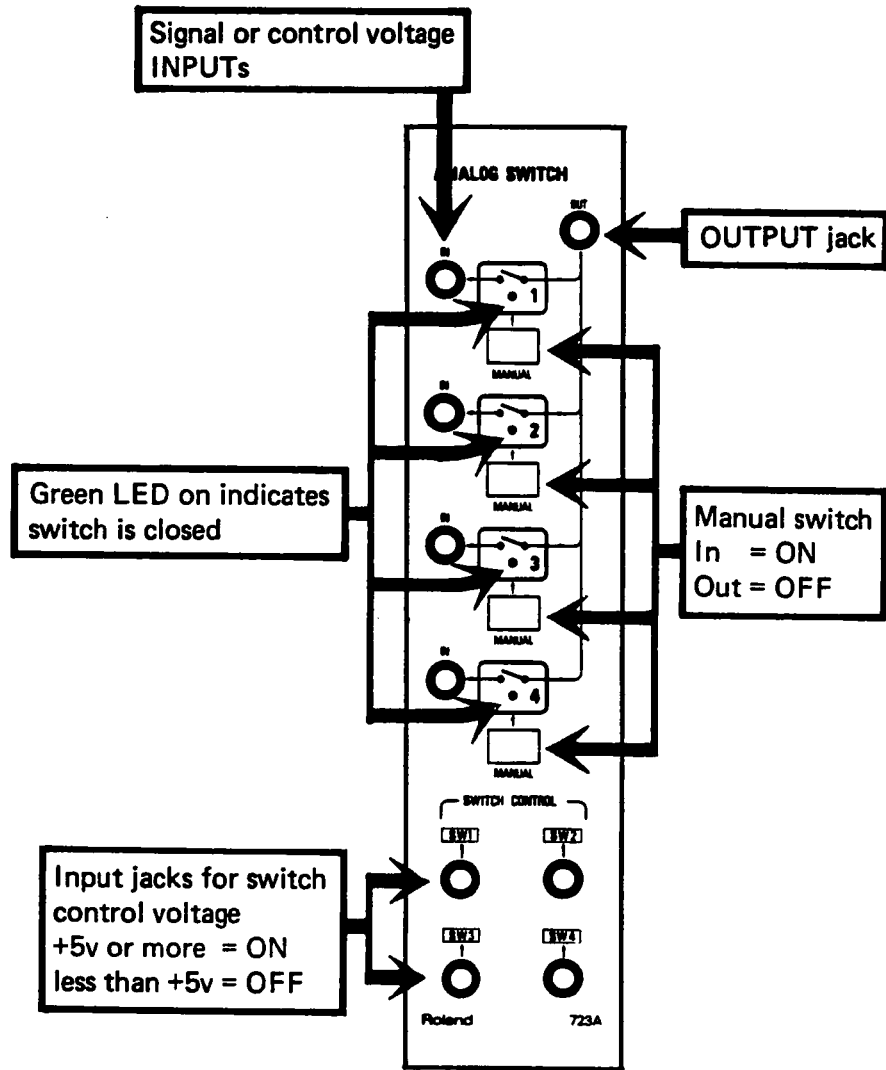 Signal or control voltage
INPUTs
ANALOG SWITCH
OUT
OUTPUT jack
IN
1
MANUAL
IN
2
MANUAL
Green LED on indicates
switch is closed
Manual switch
In = ON
Out = OFF
IN
3
MANUAL
IN
4
MANUAL
SWITCH CONTROL
SW1
SW2
Input jacks for switch
control voltage
+5v or more = ON
less than +5v = OFF
SW3
SW4
Roland
723A